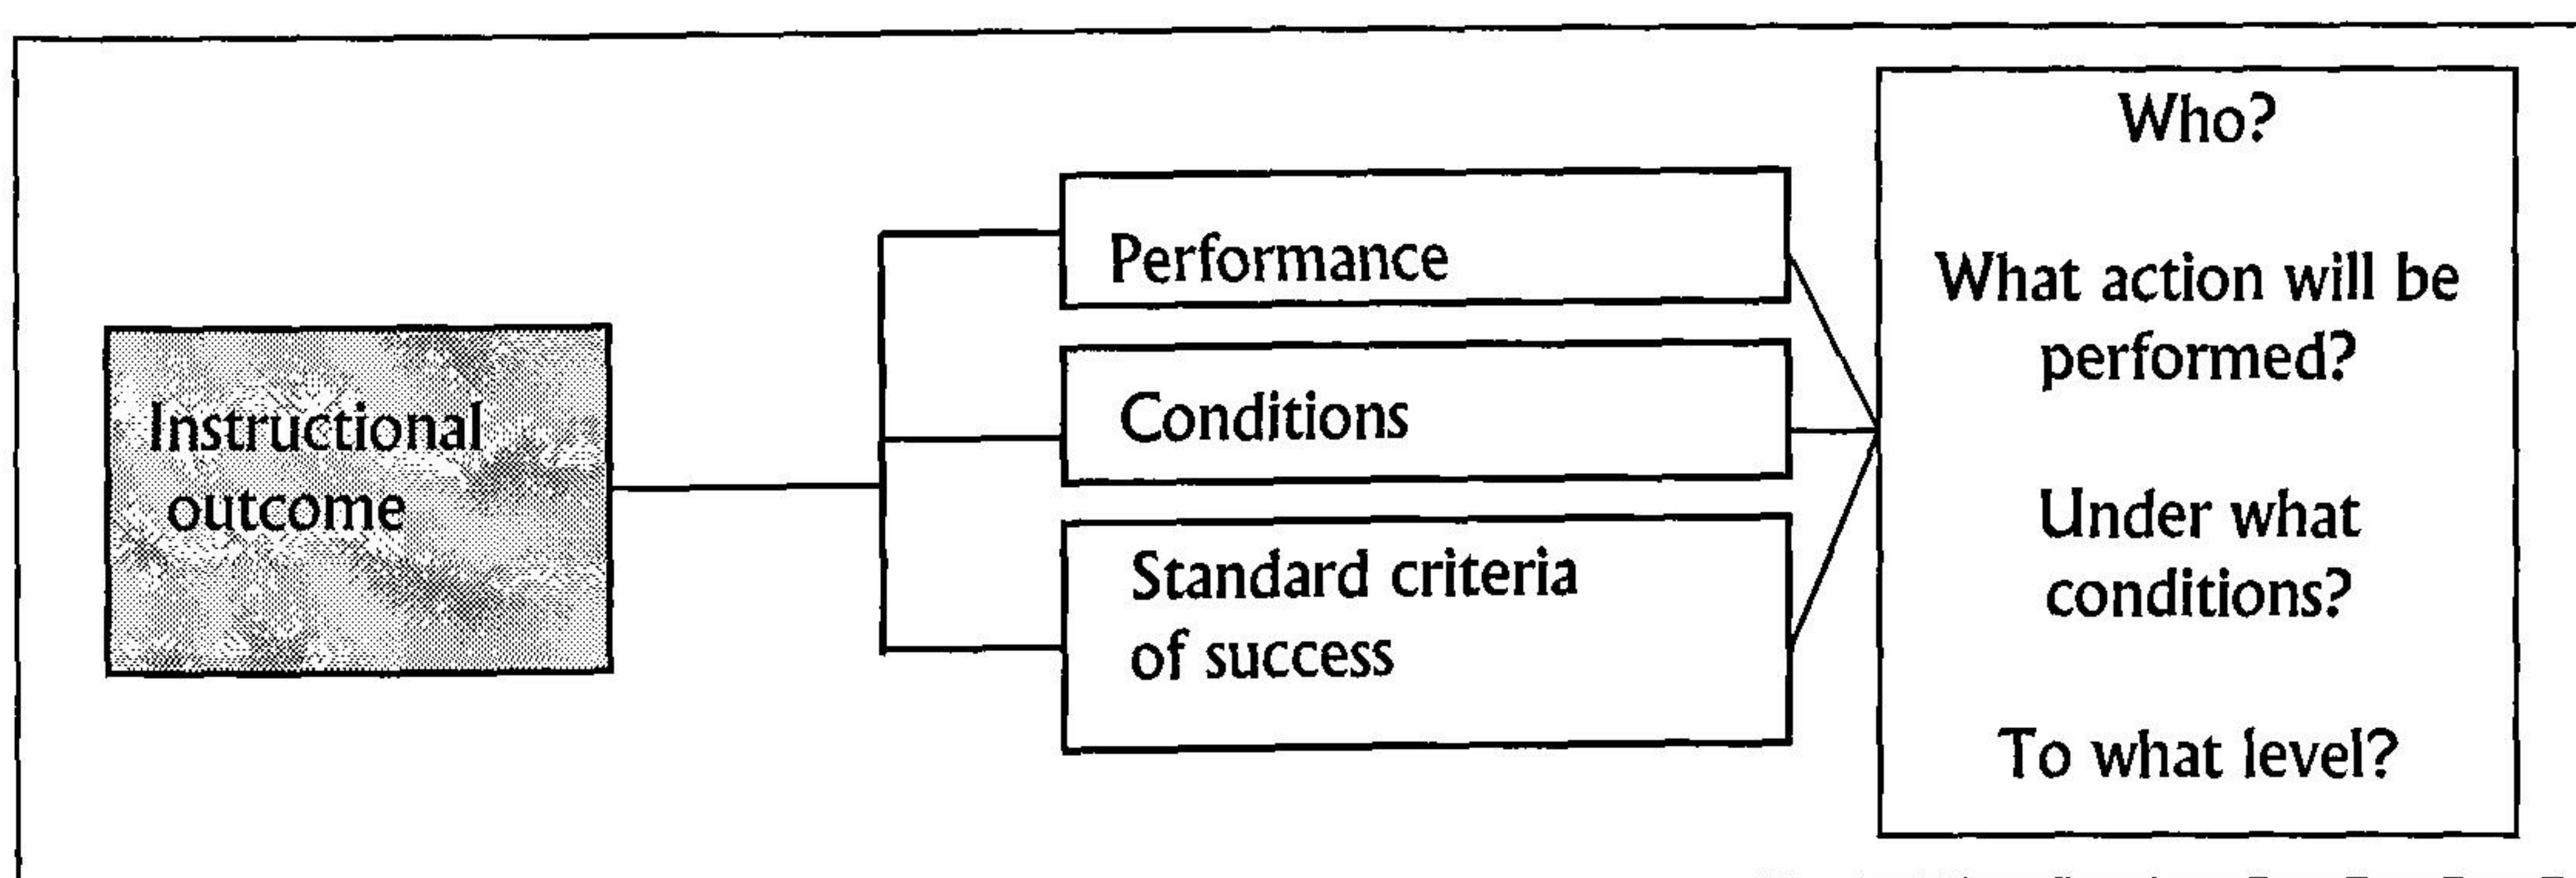 Instructional
outcome
Performance
Conditions
Standard criteria
of success
Who?
What action will be
performed?
Under what
conditions?
To what level?